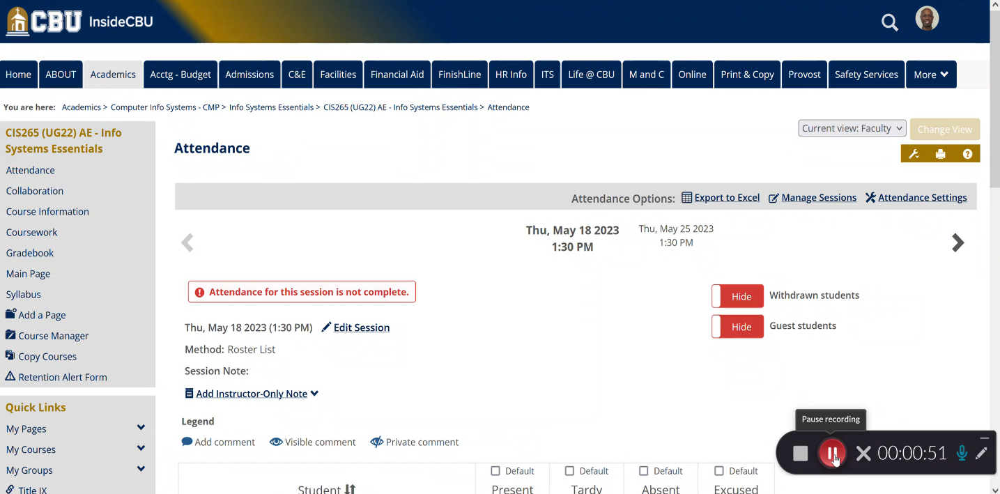 CBU InsideCBU
Home ABOUT Academics Acctg - Budget Admissions C&E Facilities Financial Aid FinishLine HR Info ITS Life @ CBU M and C Online Print & Copy Provost Safety Services More
You are here: Academics > Computer Info Systems - CMP > Info Systems Essentials > CIS265 (UG22) AE - Info Systems Essentials > Attendance
CIS265 (UG22) AE - Info
Systems Essentials
Attendance
Collaboration
Course Information
Coursework
Gradebook
Main Page
Syllabus
Add a Page
Course Manager
Copy Courses
Retention Alert Form
Quick Links
My Pages
My Courses
My Groups
Title IX
Current view: Faculty Change View
Attendance
Attendance Options: Export to Excel Manage Sessions Attendance Settings
Thu, May 18 2023 Thu, May 25 2023
1:30 PM 1:30 PM
Attendance for this session is not complete.
Hide Withdrawn students
Hide Guest students
Thu, May 18 2023 (1:30 PM) Edit Session
Method: Roster List
Session Note:
Add Instructor-Only Note
Legend
Add comment Visible comment Private comment
Default Default Default Default
Student Present Tardy Absent Excused
Pause recording
00:00:51